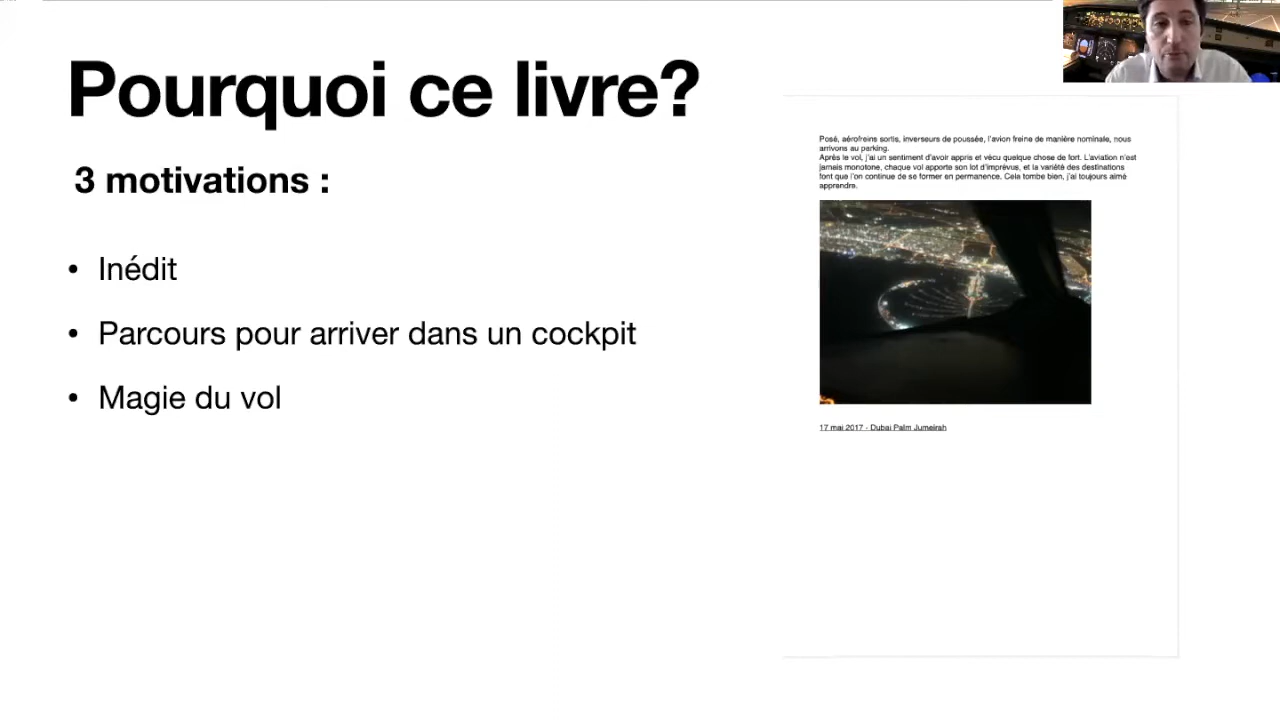 Pourquoi ce livre?
3 motivations :
• Inédit
• Parcours pour arriver dans un cockpit
• Magie du vol
Posé, aérofreins sortis, inverseurs de poussée, l'avion freine de manière nominale, nous
arrivons au parking.
Après le vol, j'ai un sentiment d'avoir appris et vécu quelque chose de fort. L'aviation n'est
jamais monotone, chaque vol apporte son lot d'imprévus, et la variété des destinations
font que l'on continue de se former en permanence. Cela tombe bien, j'ai toujours aimé
apprendre.
17 mai 2017 - Dubai Palm Jumeirah